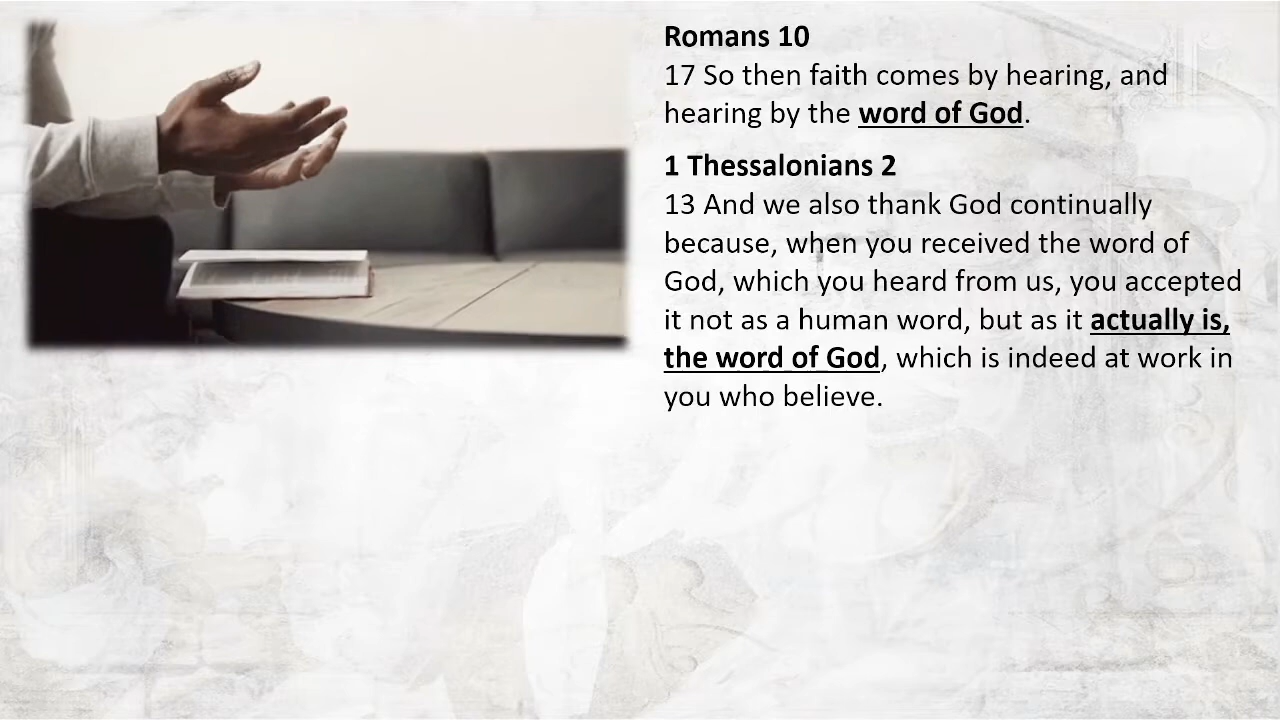 Romans 10
17 So then faith comes by hearing, and
hearing by the word of God.
1 Thessalonians 2
13 And we also thank God continually
because, when you received the word of
God, which you heard from us, you accepted
it not as a human word, but as it actually is,
the word of God, which is indeed at work in
you who believe.